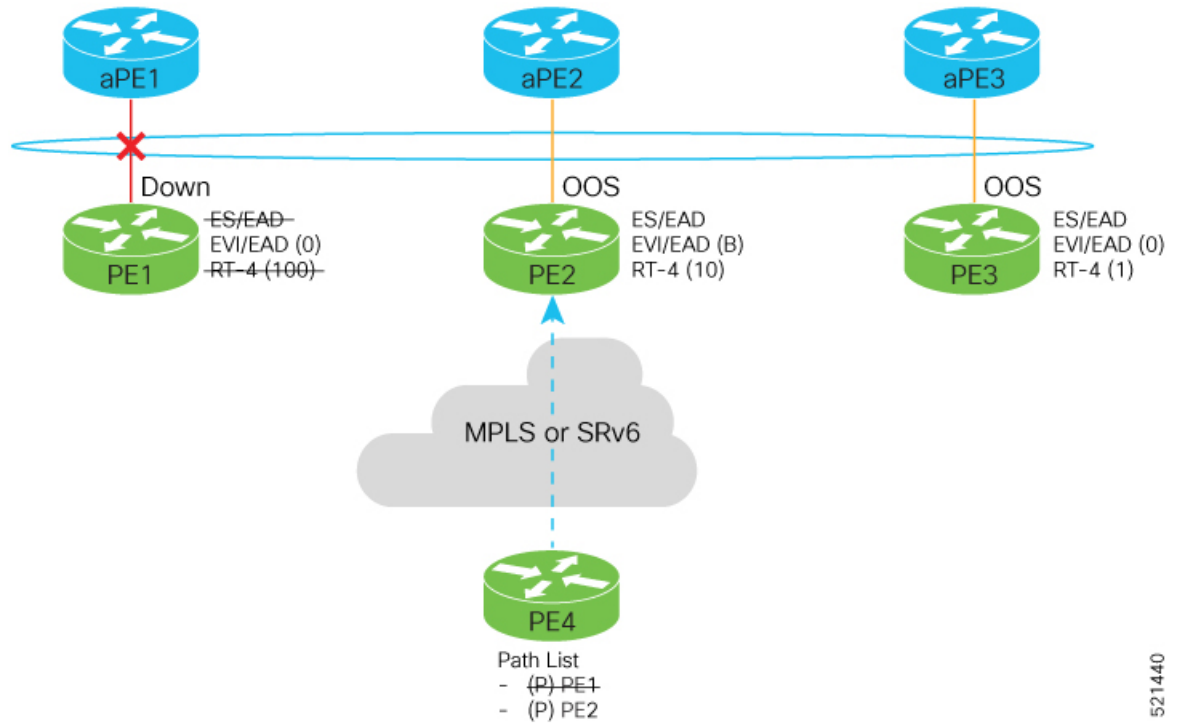 aPE1
aPE2
aPE3
Down
OOS
OOS
PE1
ES/EAD
EVI/EAD (0)
RT-4 (100)
PE2
ES/EAD
EVI/EAD (B)
RT-4 (10)
PE3
ES/EAD
EVI/EAD (0)
RT-4 (1)
MPLS or SRv6
PE4
Path List
- (P) PE1
- (P) PE2
521440